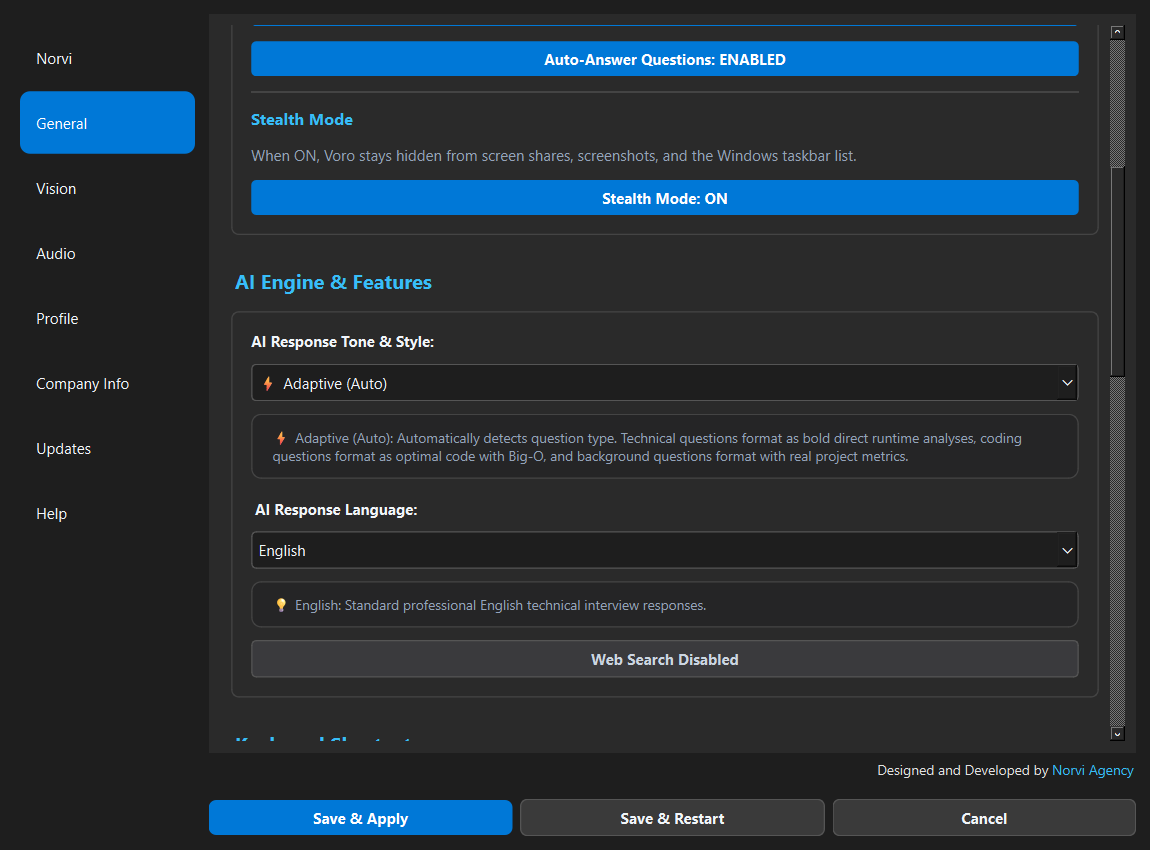 Norvi
General
Vision
Audio
Profile
Company Info
Updates
Help
Auto-Answer Questions: ENABLED
Stealth Mode
When ON, Voro stays hidden from screen shares, screenshots, and the Windows taskbar list.
Stealth Mode: ON
AI Engine & Features
AI Response Tone & Style:
⚡ Adaptive (Auto)
⚡ Adaptive (Auto): Automatically detects question type. Technical questions format as bold direct runtime analyses, coding
questions format as optimal code with Big-O, and background questions format with real project metrics.
AI Response Language:
English
💡 English: Standard professional English technical interview responses.
Web Search Disabled
Designed and Developed by Norvi Agency
Save & Apply
Save & Restart
Cancel